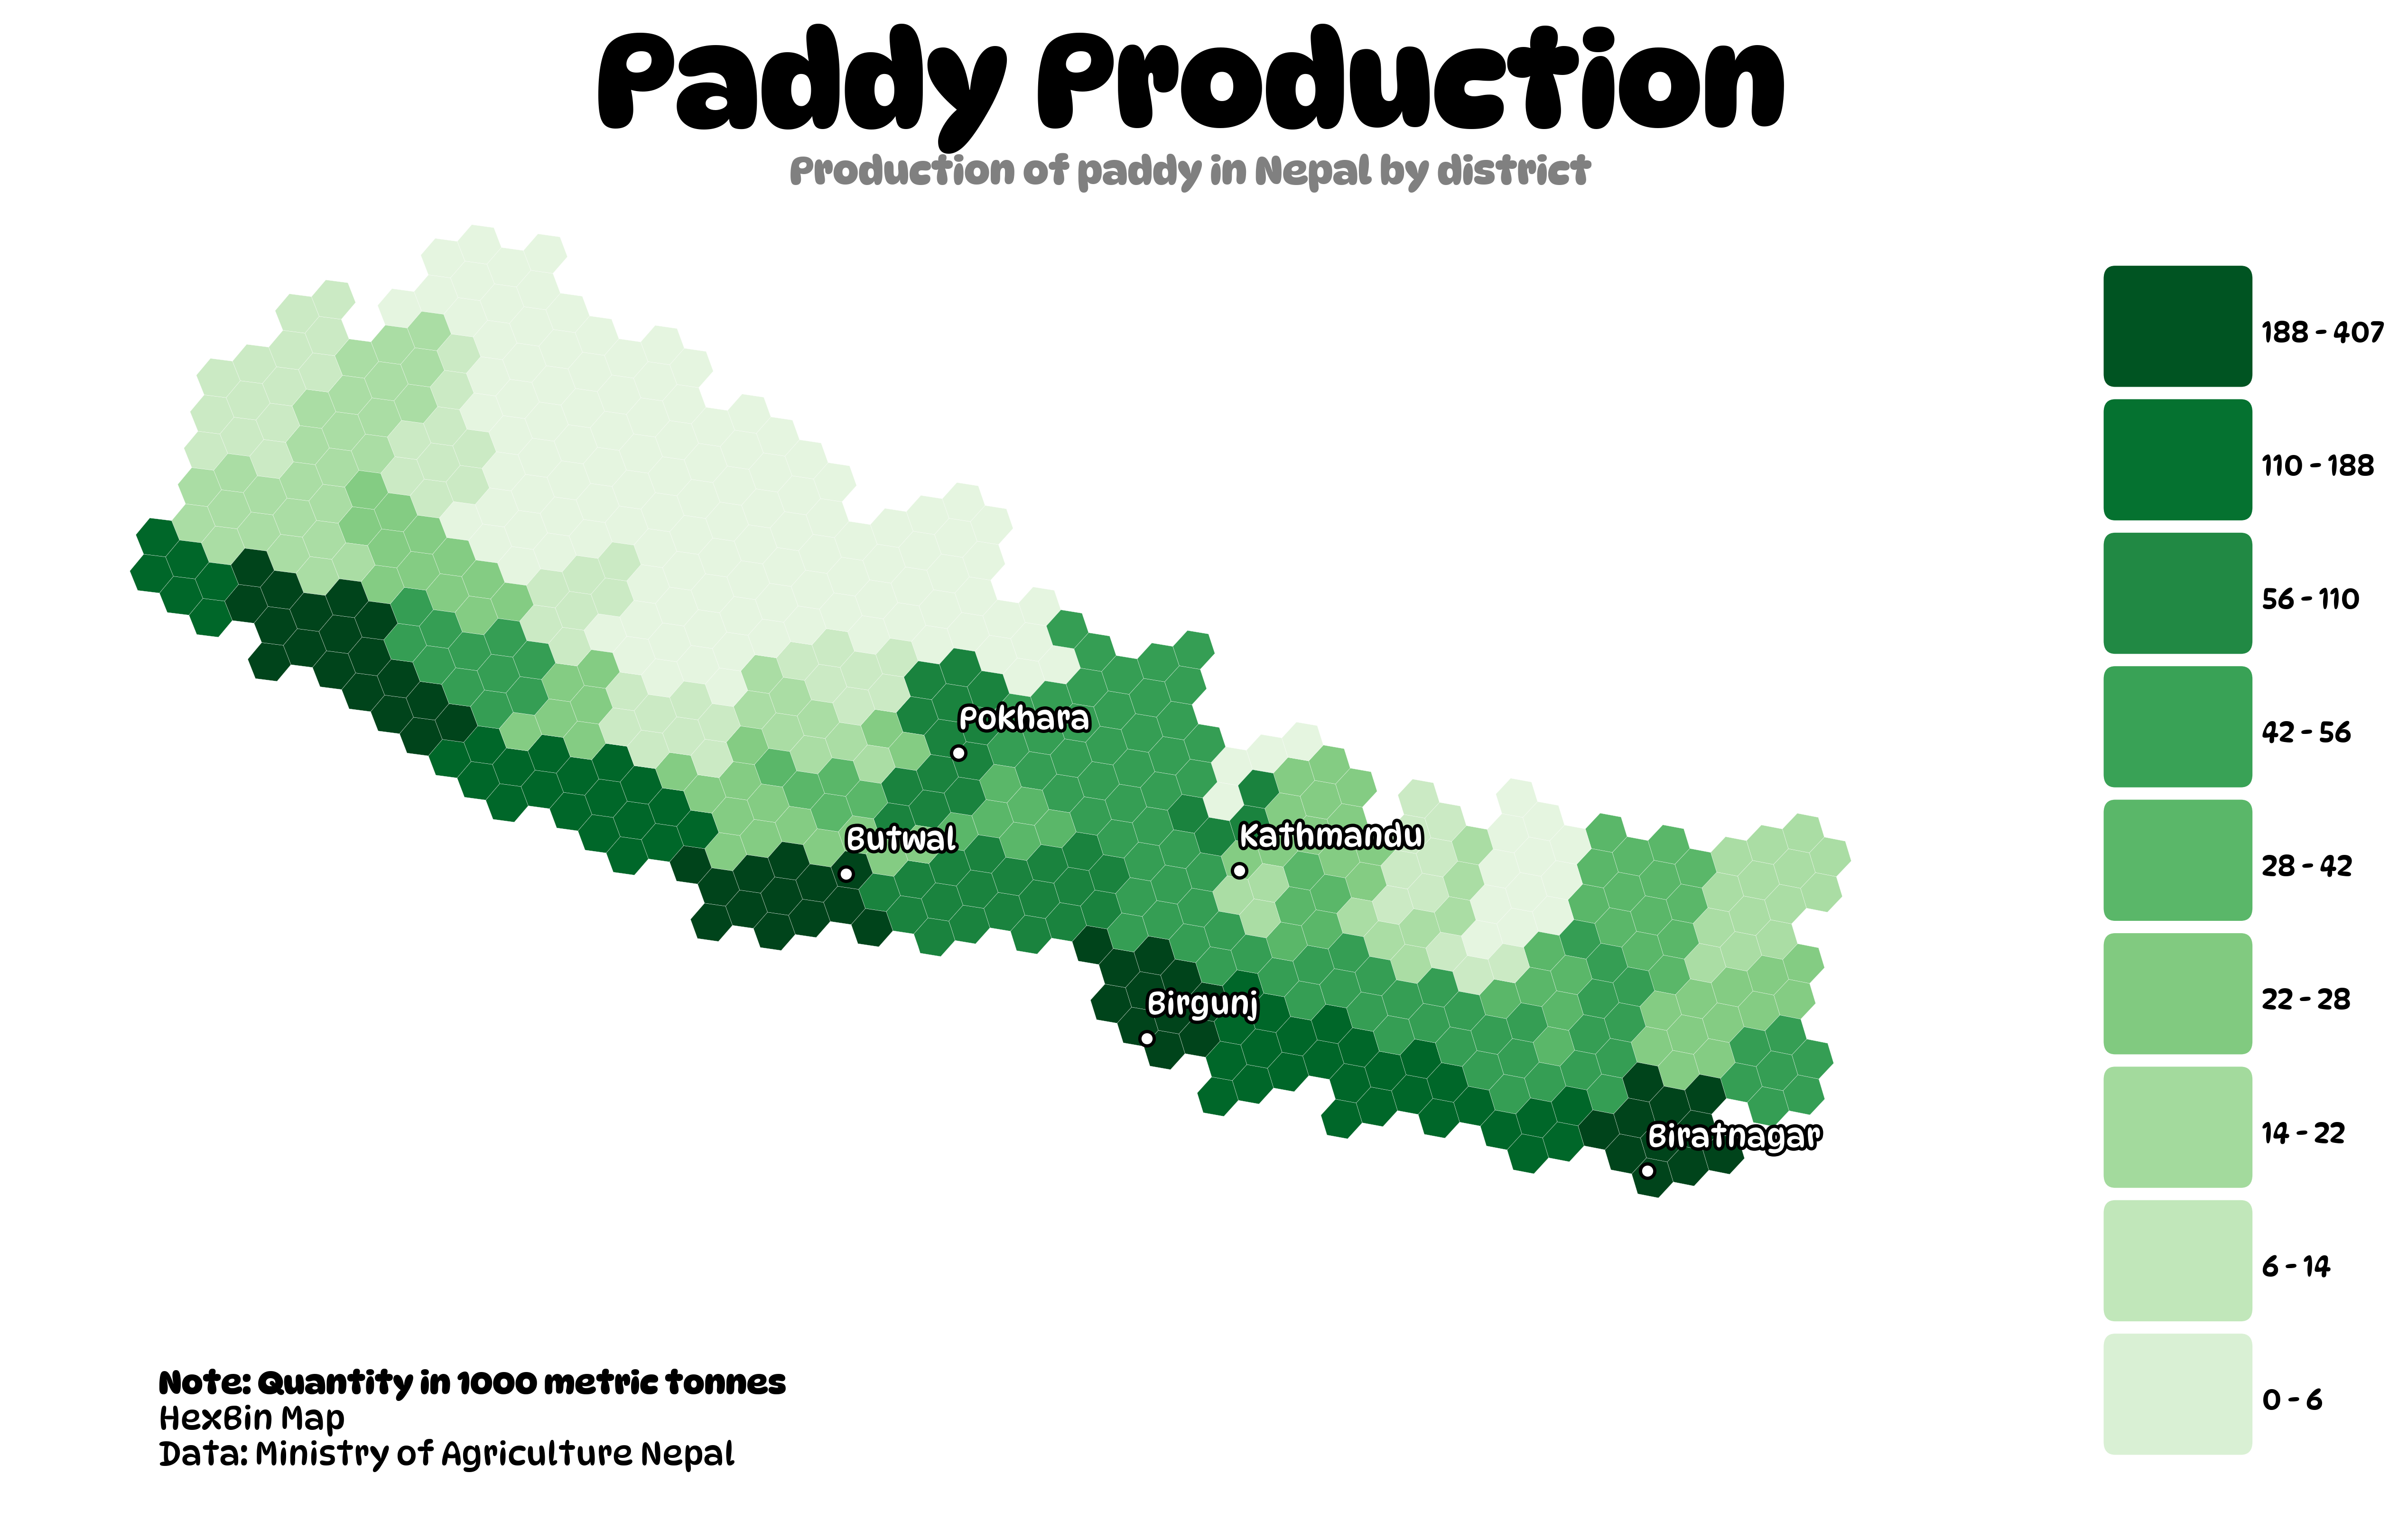 Paddy Production
Production of paddy in Nepal by district
188 - 407
110 - 188
56 - 110
42 - 56
28 - 42
22 - 28
14 - 22
6 - 14
0 - 6
Pokhara
Butwal
Kathmandu
Birgunj
Biratnagar
Note: Quantity in 1000 metric tonnes
HexBin Map
Data: Ministry of Agriculture Nepal